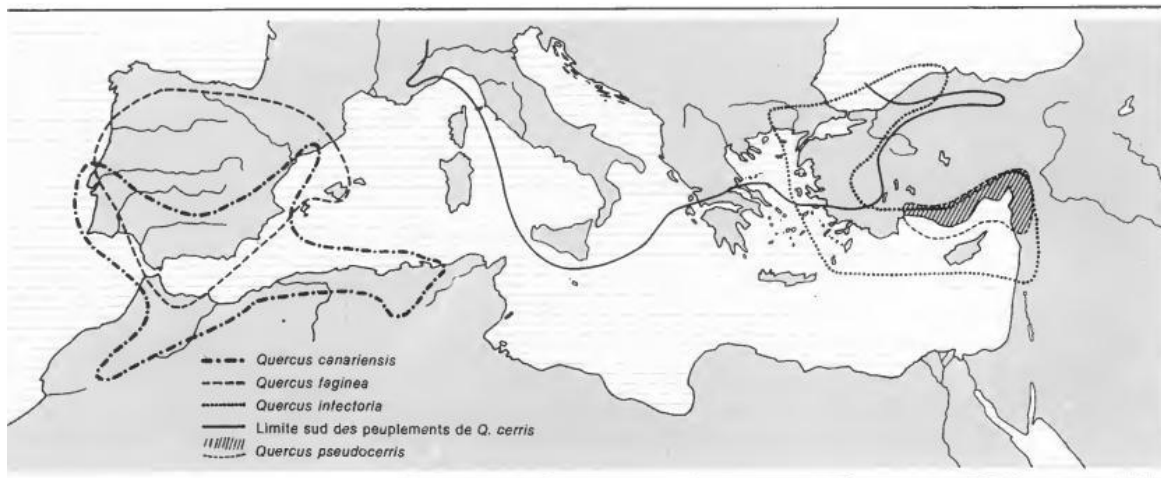 Quercus canariensis
Quercus faginea
Quercus infectoria
Limite sud des peuplements de Q. cerris
Quercus pseudocerris